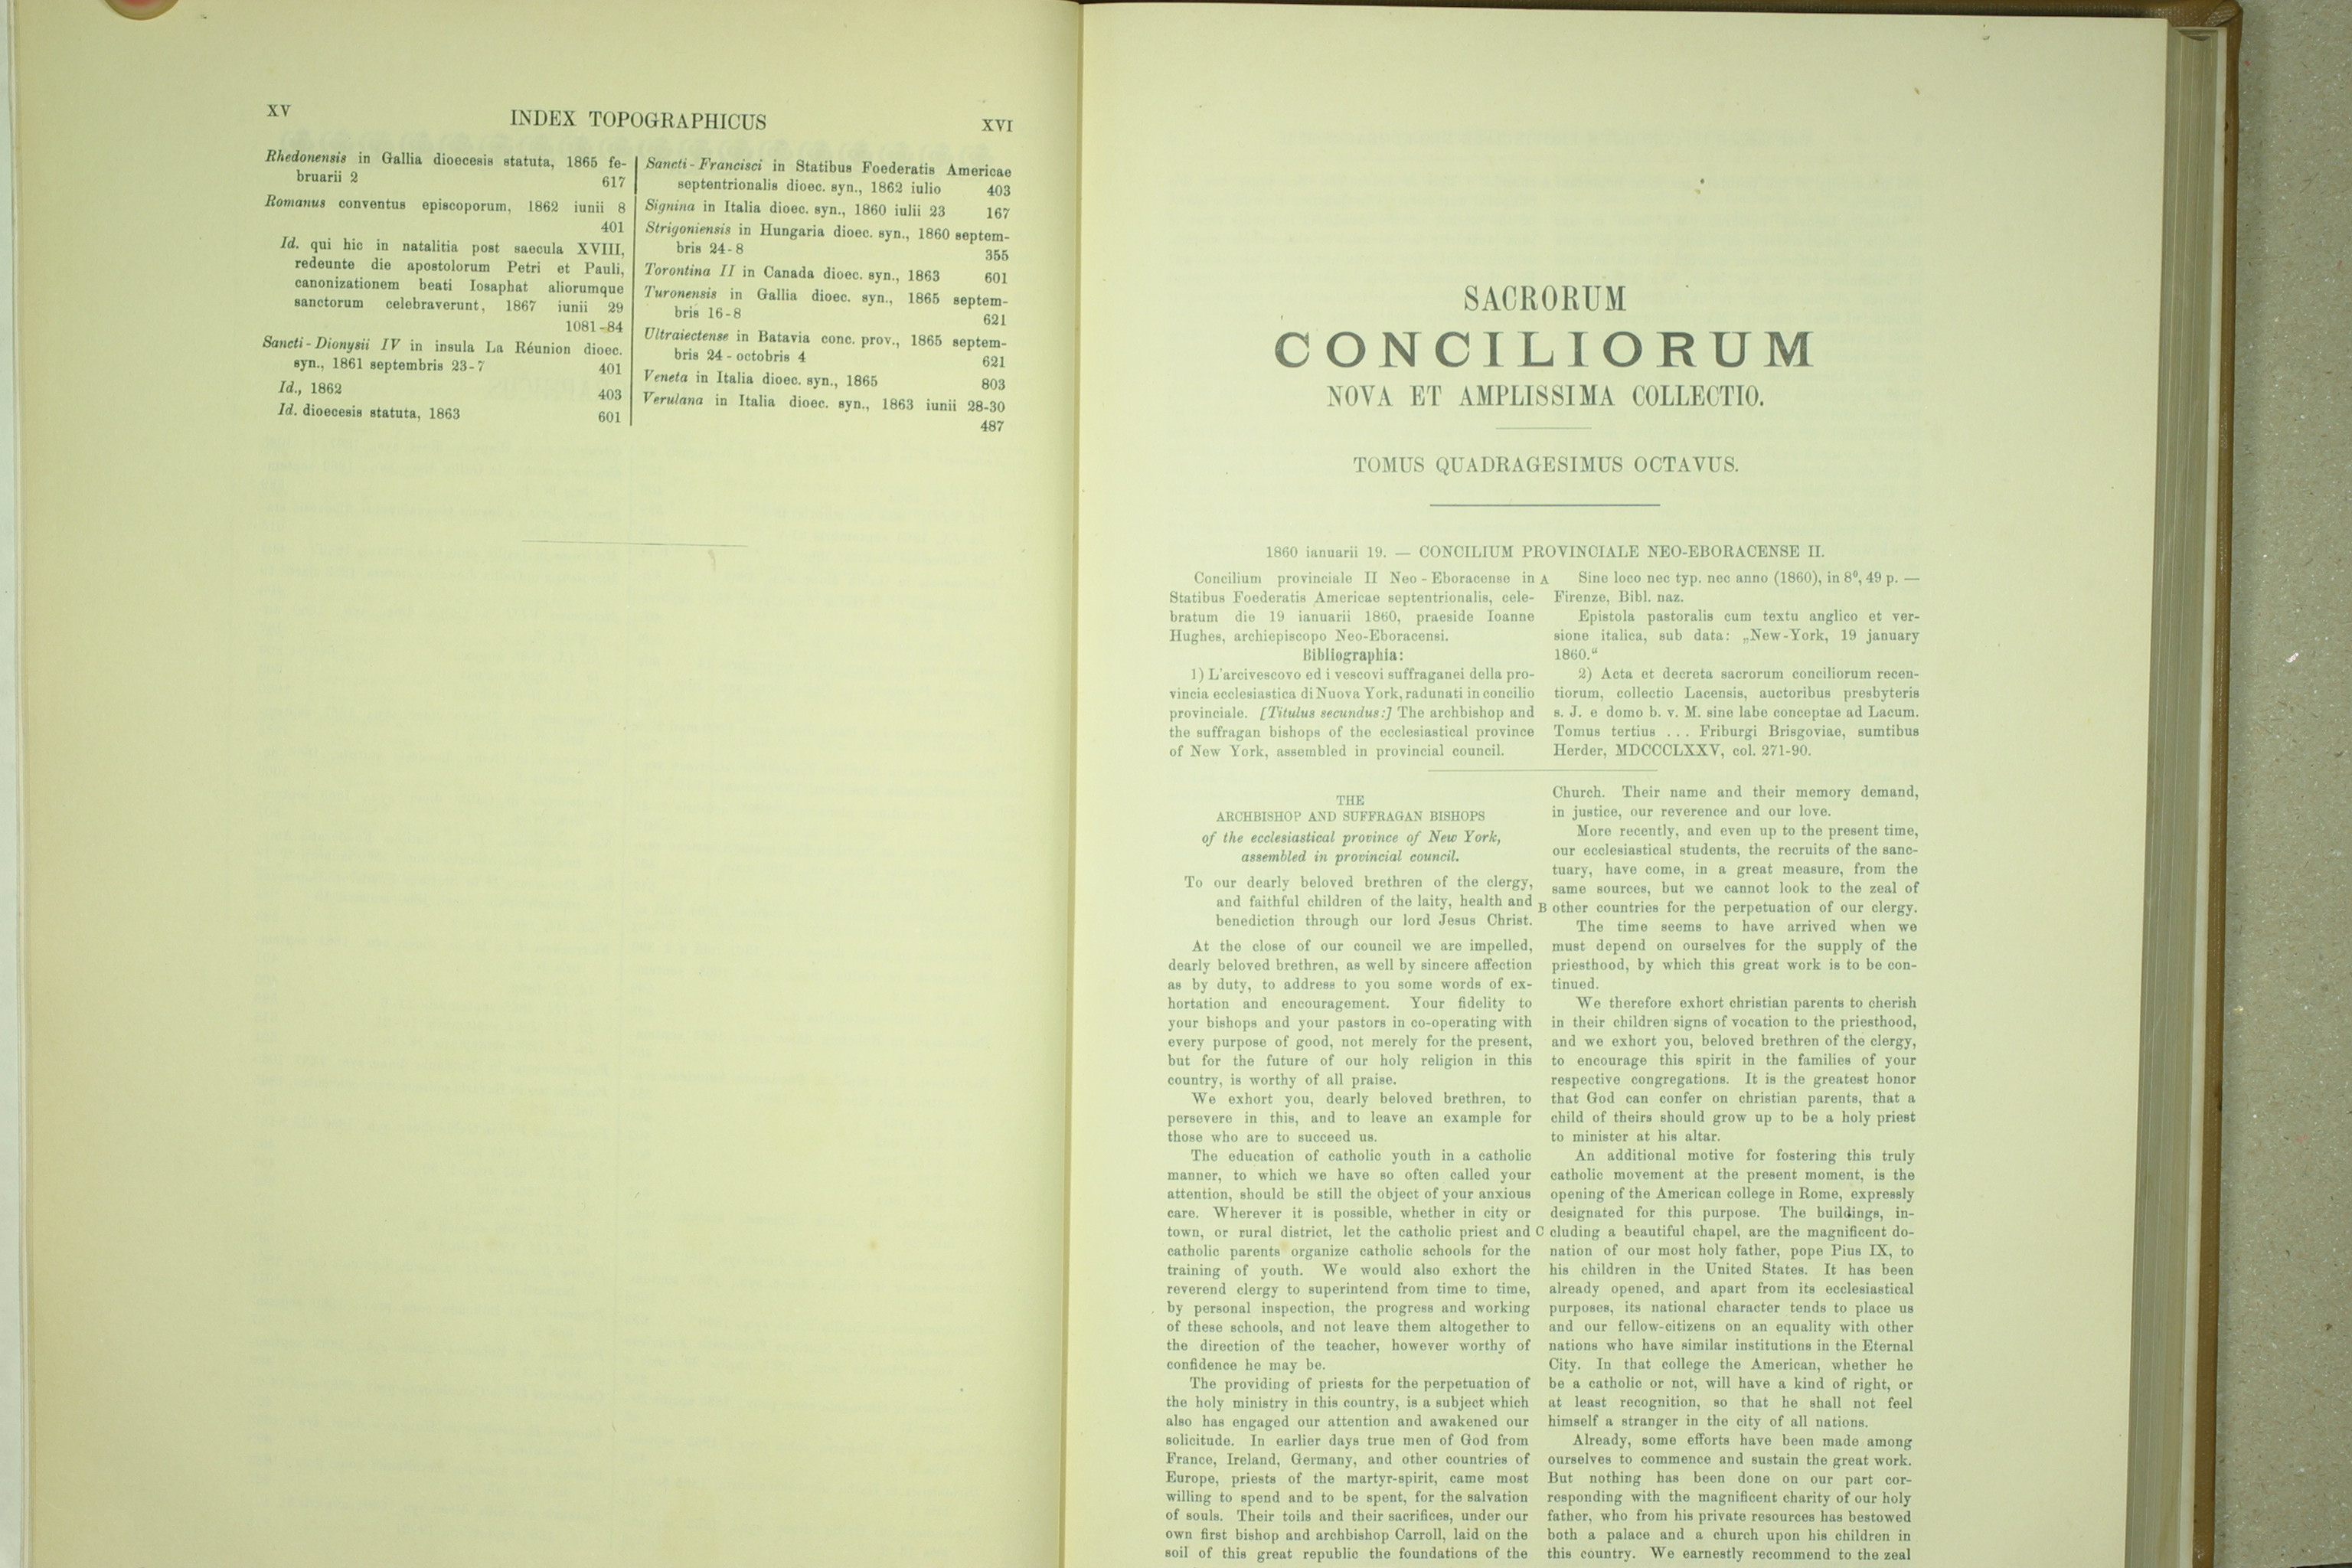 XV
INDEX TOPOGRAPHICUS
XVI
Rhedonensis in Gallia dioecesis statuta, 1865 fe-
bruarii 2 617
Romanus conventus episcoporum, 1862 iunii 8
401
Id. qui hic in natalitia post saecula XVIII,
redeunte die apostolorum Petri et Pauli,
canonizationem beati Iosaphat aliorumque
sanctorum celebraverunt, 1867 iunii 29
1081-84
Sancti-Dionysii IV in insula La Réunion dioec.
syn., 1861 septembris 23-7 401
Id., 1862 403
Id. dioecesis statuta, 1863 601
Sancti-Francisci in Statibus Foederatis Americae
septentrionalis dioec. syn., 1862 iulio 403
Signina in Italia dioec. syn., 1860 iulii 23 167
Strigoniensis in Hungaria dioec. syn., 1860 septem-
bris 24-8 355
Torontina II in Canada dioec. syn., 1863 601
Turonensis in Gallia dioec. syn., 1865 septem-
bris 16-8 621
Ultraiectense in Batavia conc. prov., 1865 septem-
bris 24-octobris 4 621
Veneta in Italia dioec. syn., 1865 803
Verulana in Italia dioec. syn., 1863 iunii 28-30
487
SACRORUM
CONCILIORUM
NOVA ET AMPLISSIMA COLLECTIO.
TOMUS QUADRAGESIMUS OCTAVUS.
1860 ianuarii 19. — CONCILIUM PROVINCIALE NEO-EBORACENSE II.
Concilium provinciale II Neo-Eboracense in A
Statibus Foederatis Americae septentrionalis, cele-
bratum die 19 ianuarii 1860, praeside Ioanne
Hughes, archiepiscopo Neo-Eboracensi.
Bibliographia:
1) L'arcivescovo ed i vescovi suffraganei della pro-
vincia ecclesiastica di Nuova York, radunati in concilio
provinciale. [Titulus secundus:] The archbishop and
the suffragan bishops of the ecclesiastical province
of New York, assembled in provincial council.
Sine loco nec typ. nec anno (1860), in 8⁰, 49 p. —
Firenze, Bibl. naz.
Epistola pastoralis cum textu anglico et ver-
sione italica, sub data: „New-York, 19 january
1860.“
2) Acta et decreta sacrorum conciliorum recen-
tiorum, collectio Lacensis, auctoribus presbyteris
s. J. e domo b. v. M. sine labe conceptae ad Lacum.
Tomus tertius . . . Friburgi Brisgoviae, sumtibus
Herder, MDCCCLXXV, col. 271-90.
THE
ARCHBISHOP AND SUFFRAGAN BISHOPS
of the ecclesiastical province of New York,
assembled in provincial council.
To our dearly beloved brethren of the clergy,
and faithful children of the laity, health and B
benediction through our lord Jesus Christ.
At the close of our council we are impelled,
dearly beloved brethren, as well by sincere affection
as by duty, to address to you some words of ex-
hortation and encouragement. Your fidelity to
your bishops and your pastors in co-operating with
every purpose of good, not merely for the present,
but for the future of our holy religion in this
country, is worthy of all praise.
We exhort you, dearly beloved brethren, to
persevere in this, and to leave an example for
those who are to succeed us.
The education of catholic youth in a catholic
manner, to which we have so often called your
attention, should be still the object of your anxious
care. Wherever it is possible, whether in city or
town, or rural district, let the catholic priest and C
catholic parents organize catholic schools for the
training of youth. We would also exhort the
reverend clergy to superintend from time to time,
by personal inspection, the progress and working
of these schools, and not leave them altogether to
the direction of the teacher, however worthy of
confidence he may be.
The providing of priests for the perpetuation of
the holy ministry in this country, is a subject which
also has engaged our attention and awakened our
solicitude. In earlier days true men of God from
France, Ireland, Germany, and other countries of
Europe, priests of the martyr-spirit, came most
willing to spend and to be spent, for the salvation
of souls. Their toils and their sacrifices, under our
own first bishop and archbishop Carroll, laid on the
soil of this great republic the foundations of the
Church. Their name and their memory demand,
in justice, our reverence and our love.
More recently, and even up to the present time,
our ecclesiastical students, the recruits of the sanc-
tuary, have come, in a great measure, from the
same sources, but we cannot look to the zeal of
other countries for the perpetuation of our clergy.
The time seems to have arrived when we
must depend on ourselves for the supply of the
priesthood, by which this great work is to be con-
tinued.
We therefore exhort christian parents to cherish
in their children signs of vocation to the priesthood,
and we exhort you, beloved brethren of the clergy,
to encourage this spirit in the families of your
respective congregations. It is the greatest honor
that God can confer on christian parents, that a
child of theirs should grow up to be a holy priest
to minister at his altar.
An additional motive for fostering this truly
catholic movement at the present moment, is the
opening of the American college in Rome, expressly
designated for this purpose. The buildings, in-
cluding a beautiful chapel, are the magnificent do-
nation of our most holy father, pope Pius IX, to
his children in the United States. It has been
already opened, and apart from its ecclesiastical
purposes, its national character tends to place us
and our fellow-citizens on an equality with other
nations who have similar institutions in the Eternal
City. In that college the American, whether he
be a catholic or not, will have a kind of right, or
at least recognition, so that he shall not feel
himself a stranger in the city of all nations.
Already, some efforts have been made among
ourselves to commence and sustain the great work.
But nothing has been done on our part cor-
responding with the magnificent charity of our holy
father, who from his private resources has bestowed
both a palace and a church upon his children in
this country. We earnestly recommend to the zeal